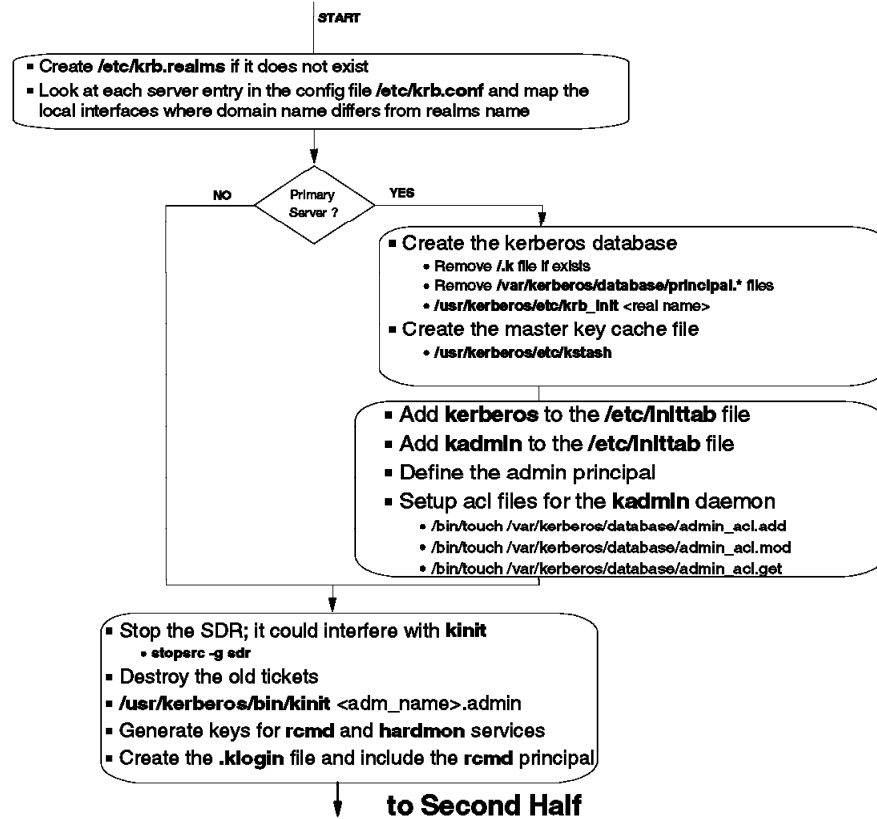 START
▪ Create /etc/krb.realms if it does not exist
▪ Look at each server entry in the config file /etc/krb.conf and map the
local interfaces where domain name differs from realms name
NO
Primary
Server ?
YES
▪ Create the kerberos database
• Remove /.k file if exists
• Remove /var/kerberos/database/principal.* files
• /usr/kerberos/etc/krb_init <real name>
▪ Create the master key cache file
• /usr/kerberos/etc/kstash
▪ Add kerberos to the /etc/inittab file
▪ Add kadmin to the /etc/inittab file
▪ Define the admin principal
▪ Setup acl files for the kadmin daemon
• /bin/touch /var/kerberos/database/admin_acl.add
• /bin/touch /var/kerberos/database/admin_acl.mod
• /bin/touch /var/kerberos/database/admin_acl.get
▪ Stop the SDR; it could interfere with kinit
• stopsrc -g sdr
▪ Destroy the old tickets
▪ /usr/kerberos/bin/kinit <adm_name>.admin
▪ Generate keys for rcmd and hardmon services
▪ Create the .klogin file and include the rcmd principal
to Second Half